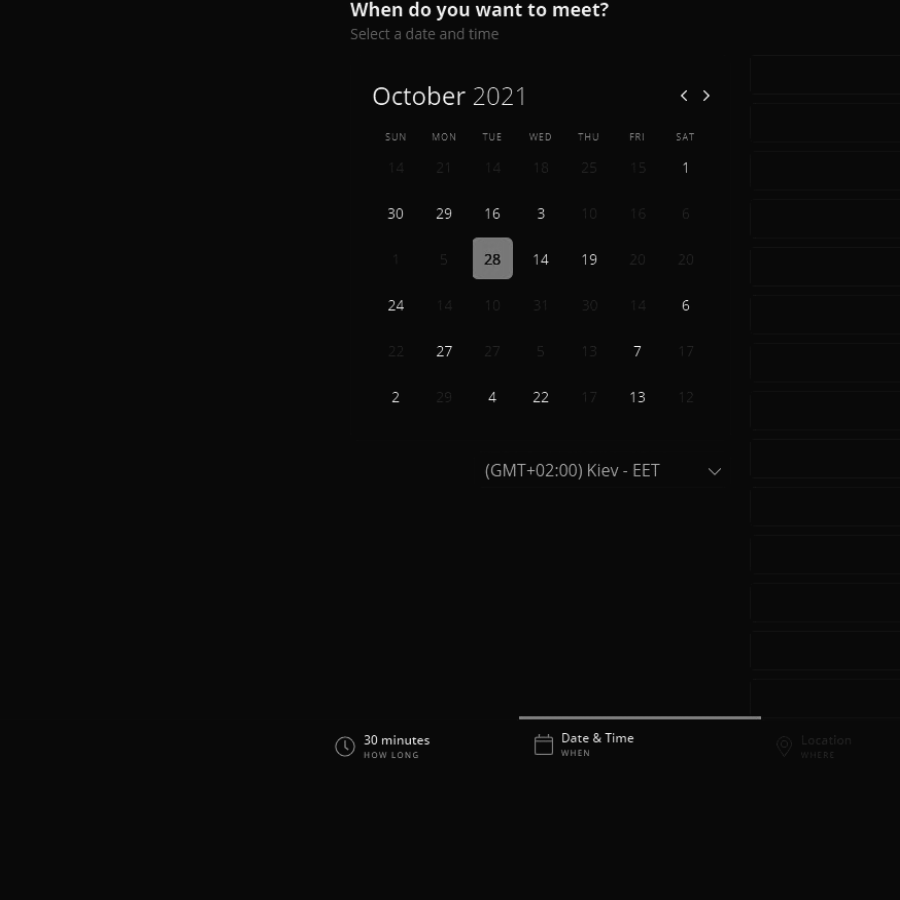 When do you want to meet?
Select a date and time
October 2021
SUN MON TUE WED THU FRI SAT
14 21 14 18 25 15 1
30 29 16 3 10 16 6
1 5 28 14 19 20 20
24 14 10 31 30 14 6
22 27 27 5 13 7 17
2 29 4 22 17 13 12
(GMT+02:00) Kiev - EET
30 minutes
HOW LONG
Date & Time
WHEN
Location
WHERE